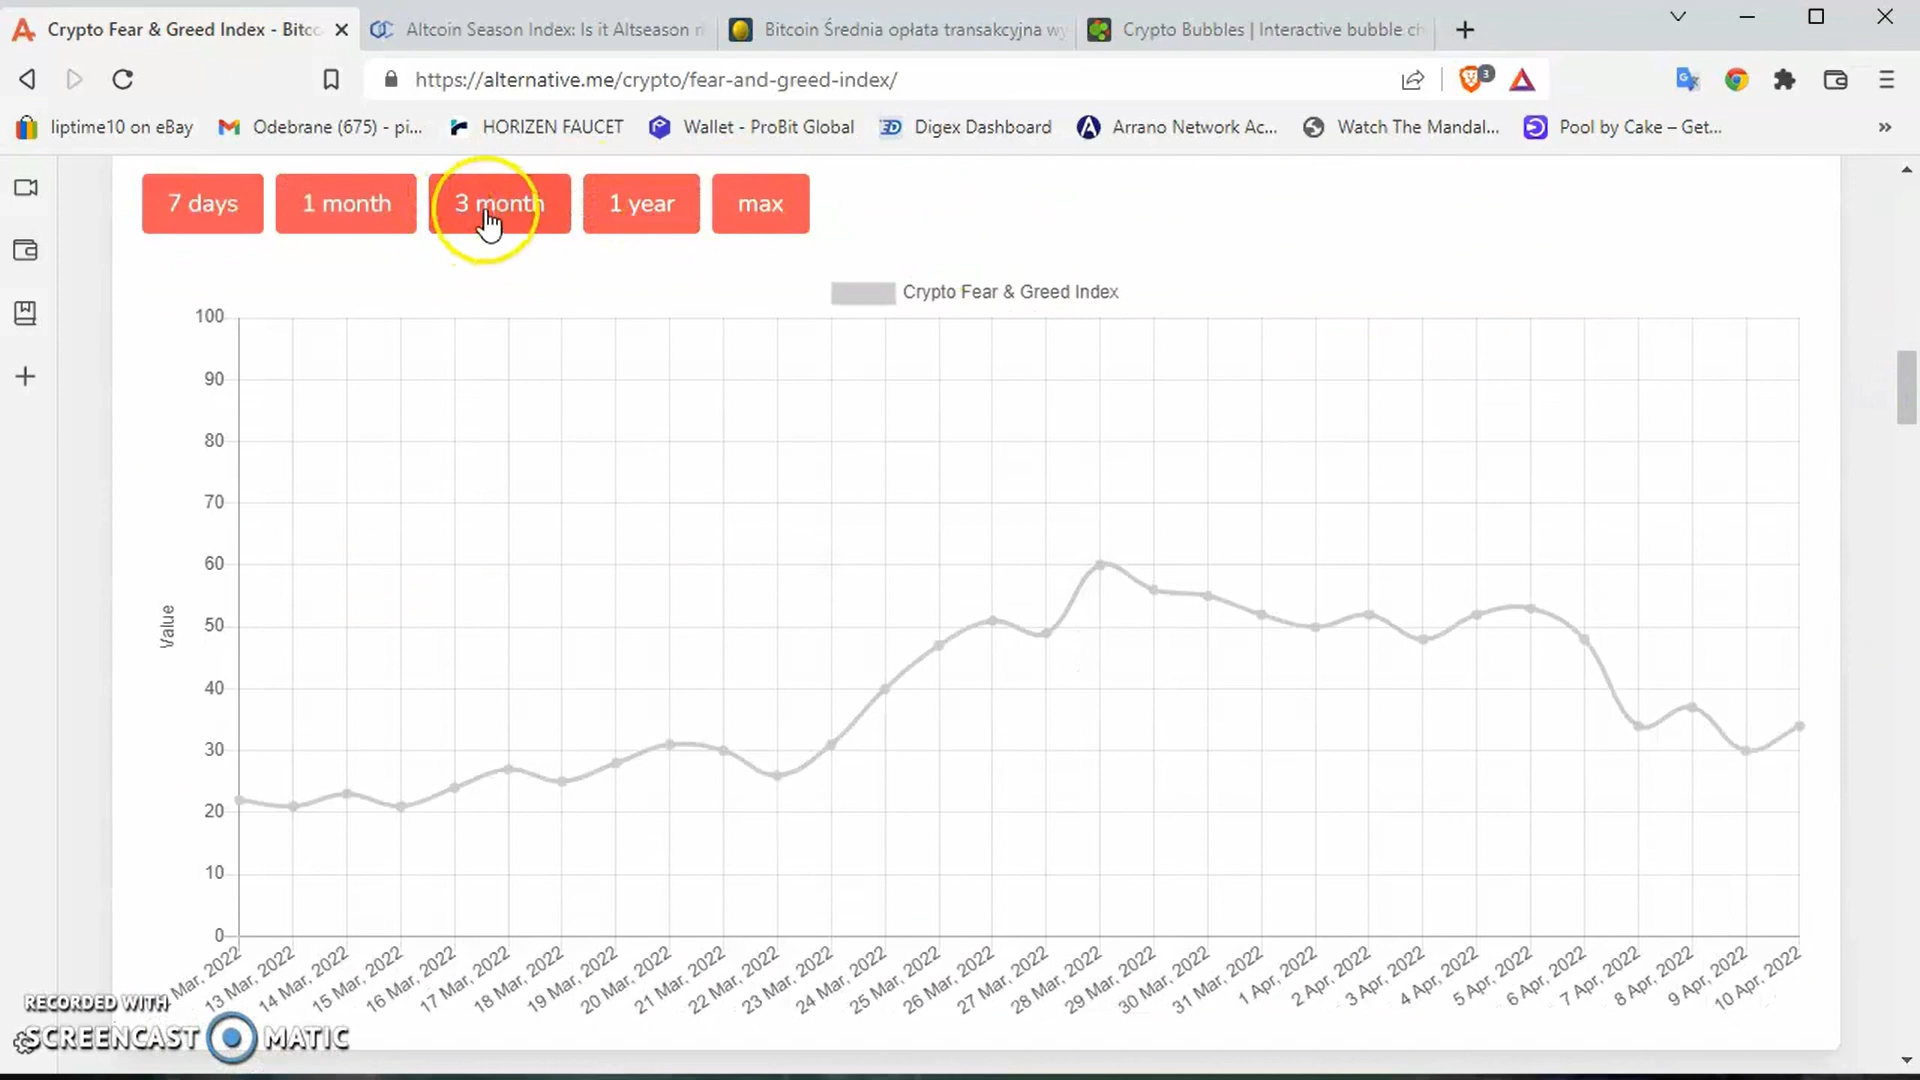 Crypto Fear & Greed Index - Bitc
Altcoin Season Index: Is it Altseason
Bitcoin Średnia opłata transakcyjna wy
Crypto Bubbles | Interactive bubble ch
https://alternative.me/crypto/fear-and-greed-index/
3
liptime10 on eBay
Odebrane (675) - pi...
HORIZEN FAUCET
Wallet - ProBit Global
3D
Digex Dashboard
Arrano Network Ac...
Watch The Mandal...
Pool by Cake – Get...
7 days
1 month
3 month
1 year
max
Crypto Fear & Greed Index
100
90
80
70
60
50
40
30
20
10
0
Value
Mar, 2022
13 Mar, 2022
14 Mar, 2022
15 Mar, 2022
16 Mar, 2022
17 Mar, 2022
18 Mar, 2022
19 Mar, 2022
20 Mar, 2022
21 Mar, 2022
22 Mar, 2022
23 Mar, 2022
24 Mar, 2022
25 Mar, 2022
26 Mar, 2022
27 Mar, 2022
28 Mar, 2022
29 Mar, 2022
30 Mar, 2022
31 Mar, 2022
1 Apr, 2022
2 Apr, 2022
3 Apr, 2022
4 Apr, 2022
5 Apr, 2022
6 Apr, 2022
7 Apr, 2022
8 Apr, 2022
9 Apr, 2022
10 Apr, 2022
RECORDED WITH
SCREENCAST MATIC